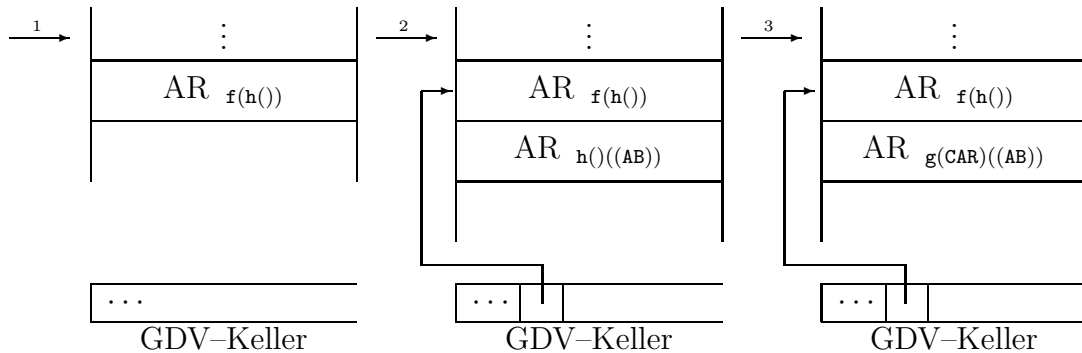 1 ⋮ 2 ⋮ 3 ⋮
AR f(h()) AR f(h()) AR f(h())
AR h()((AB)) AR g(CAR)((AB))
··· ··· ···
GDV–Keller GDV–Keller GDV–Keller